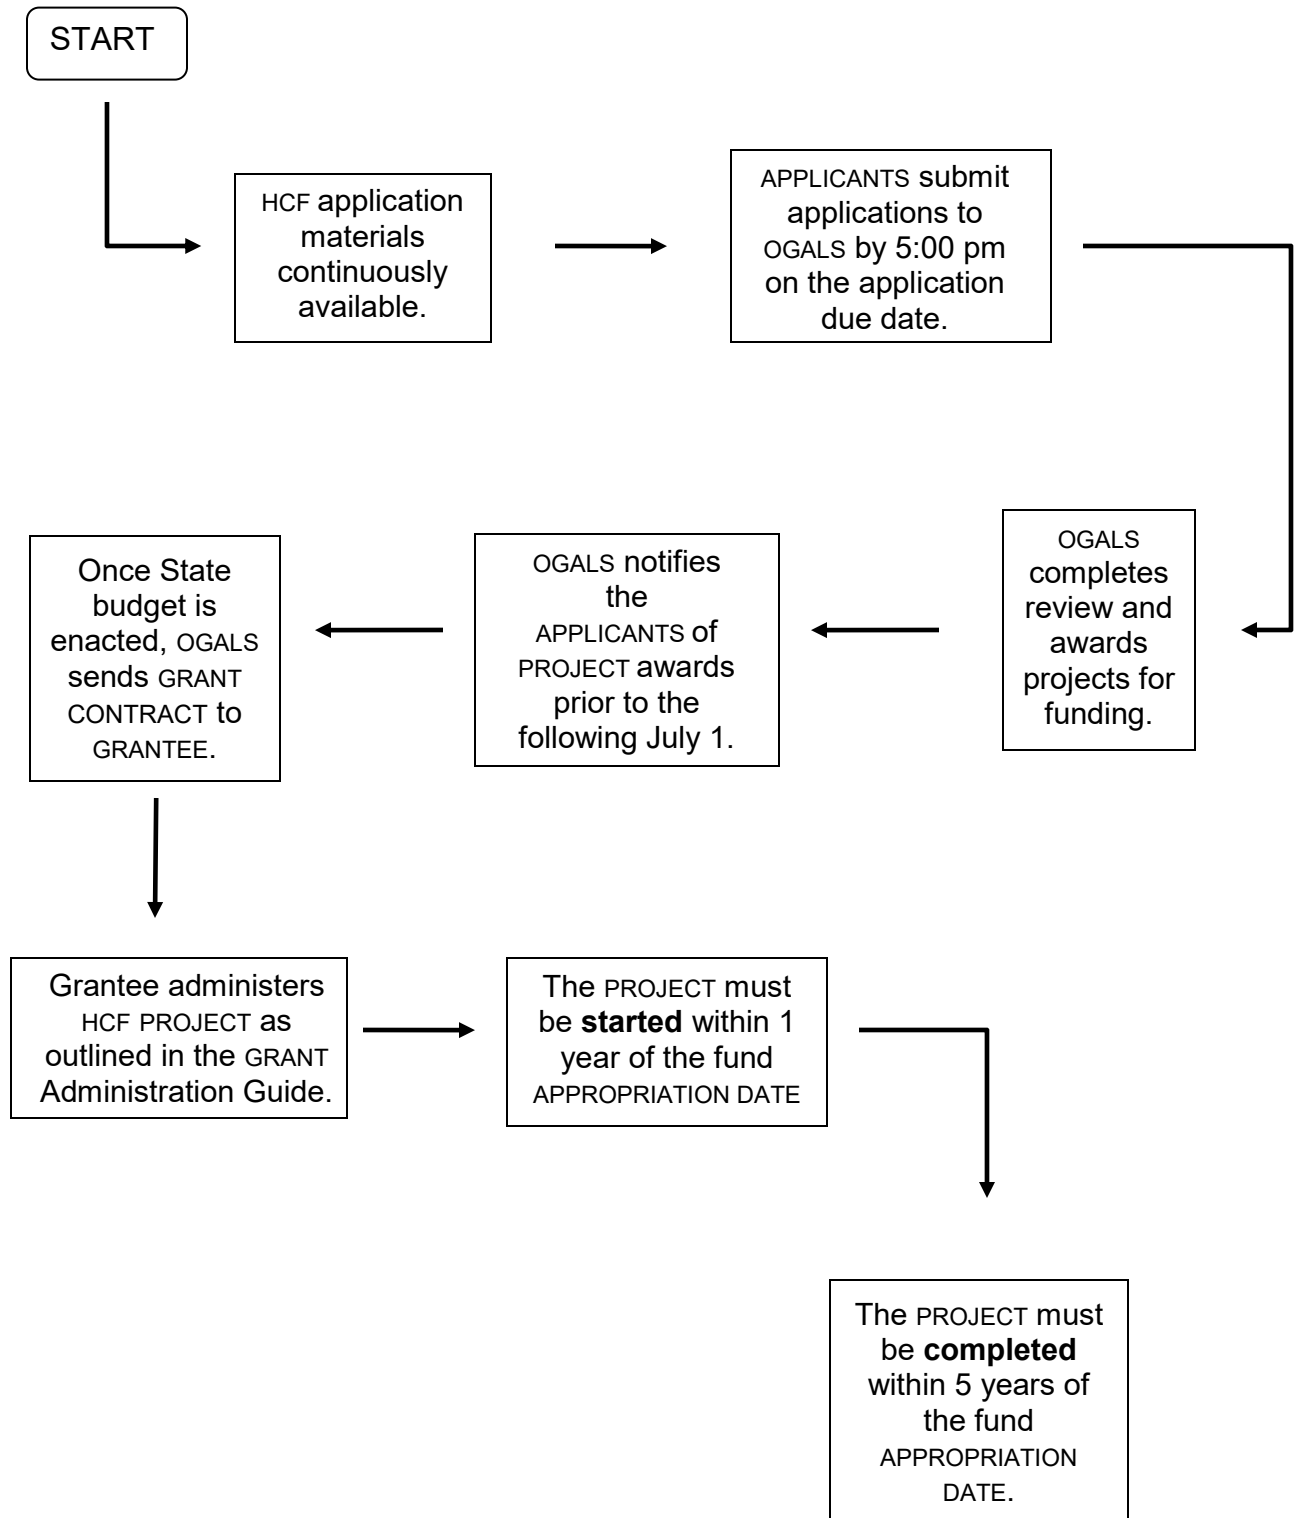 START
HCF application
materials
continuously
available.
APPLICANTS submit
applications to
OGALS by 5:00 pm
on the application
due date.
OGALS
completes
review and
awards
projects for
funding.
OGALS notifies
the
APPLICANTS of
PROJECT awards
prior to the
following July 1.
Once State
budget is
enacted, OGALS
sends GRANT
CONTRACT to
GRANTEE.
Grantee administers
HCF PROJECT as
outlined in the GRANT
Administration Guide.
The PROJECT must
be started within 1
year of the fund
APPROPRIATION DATE
The PROJECT must
be completed
within 5 years of
the fund
APPROPRIATION
DATE.